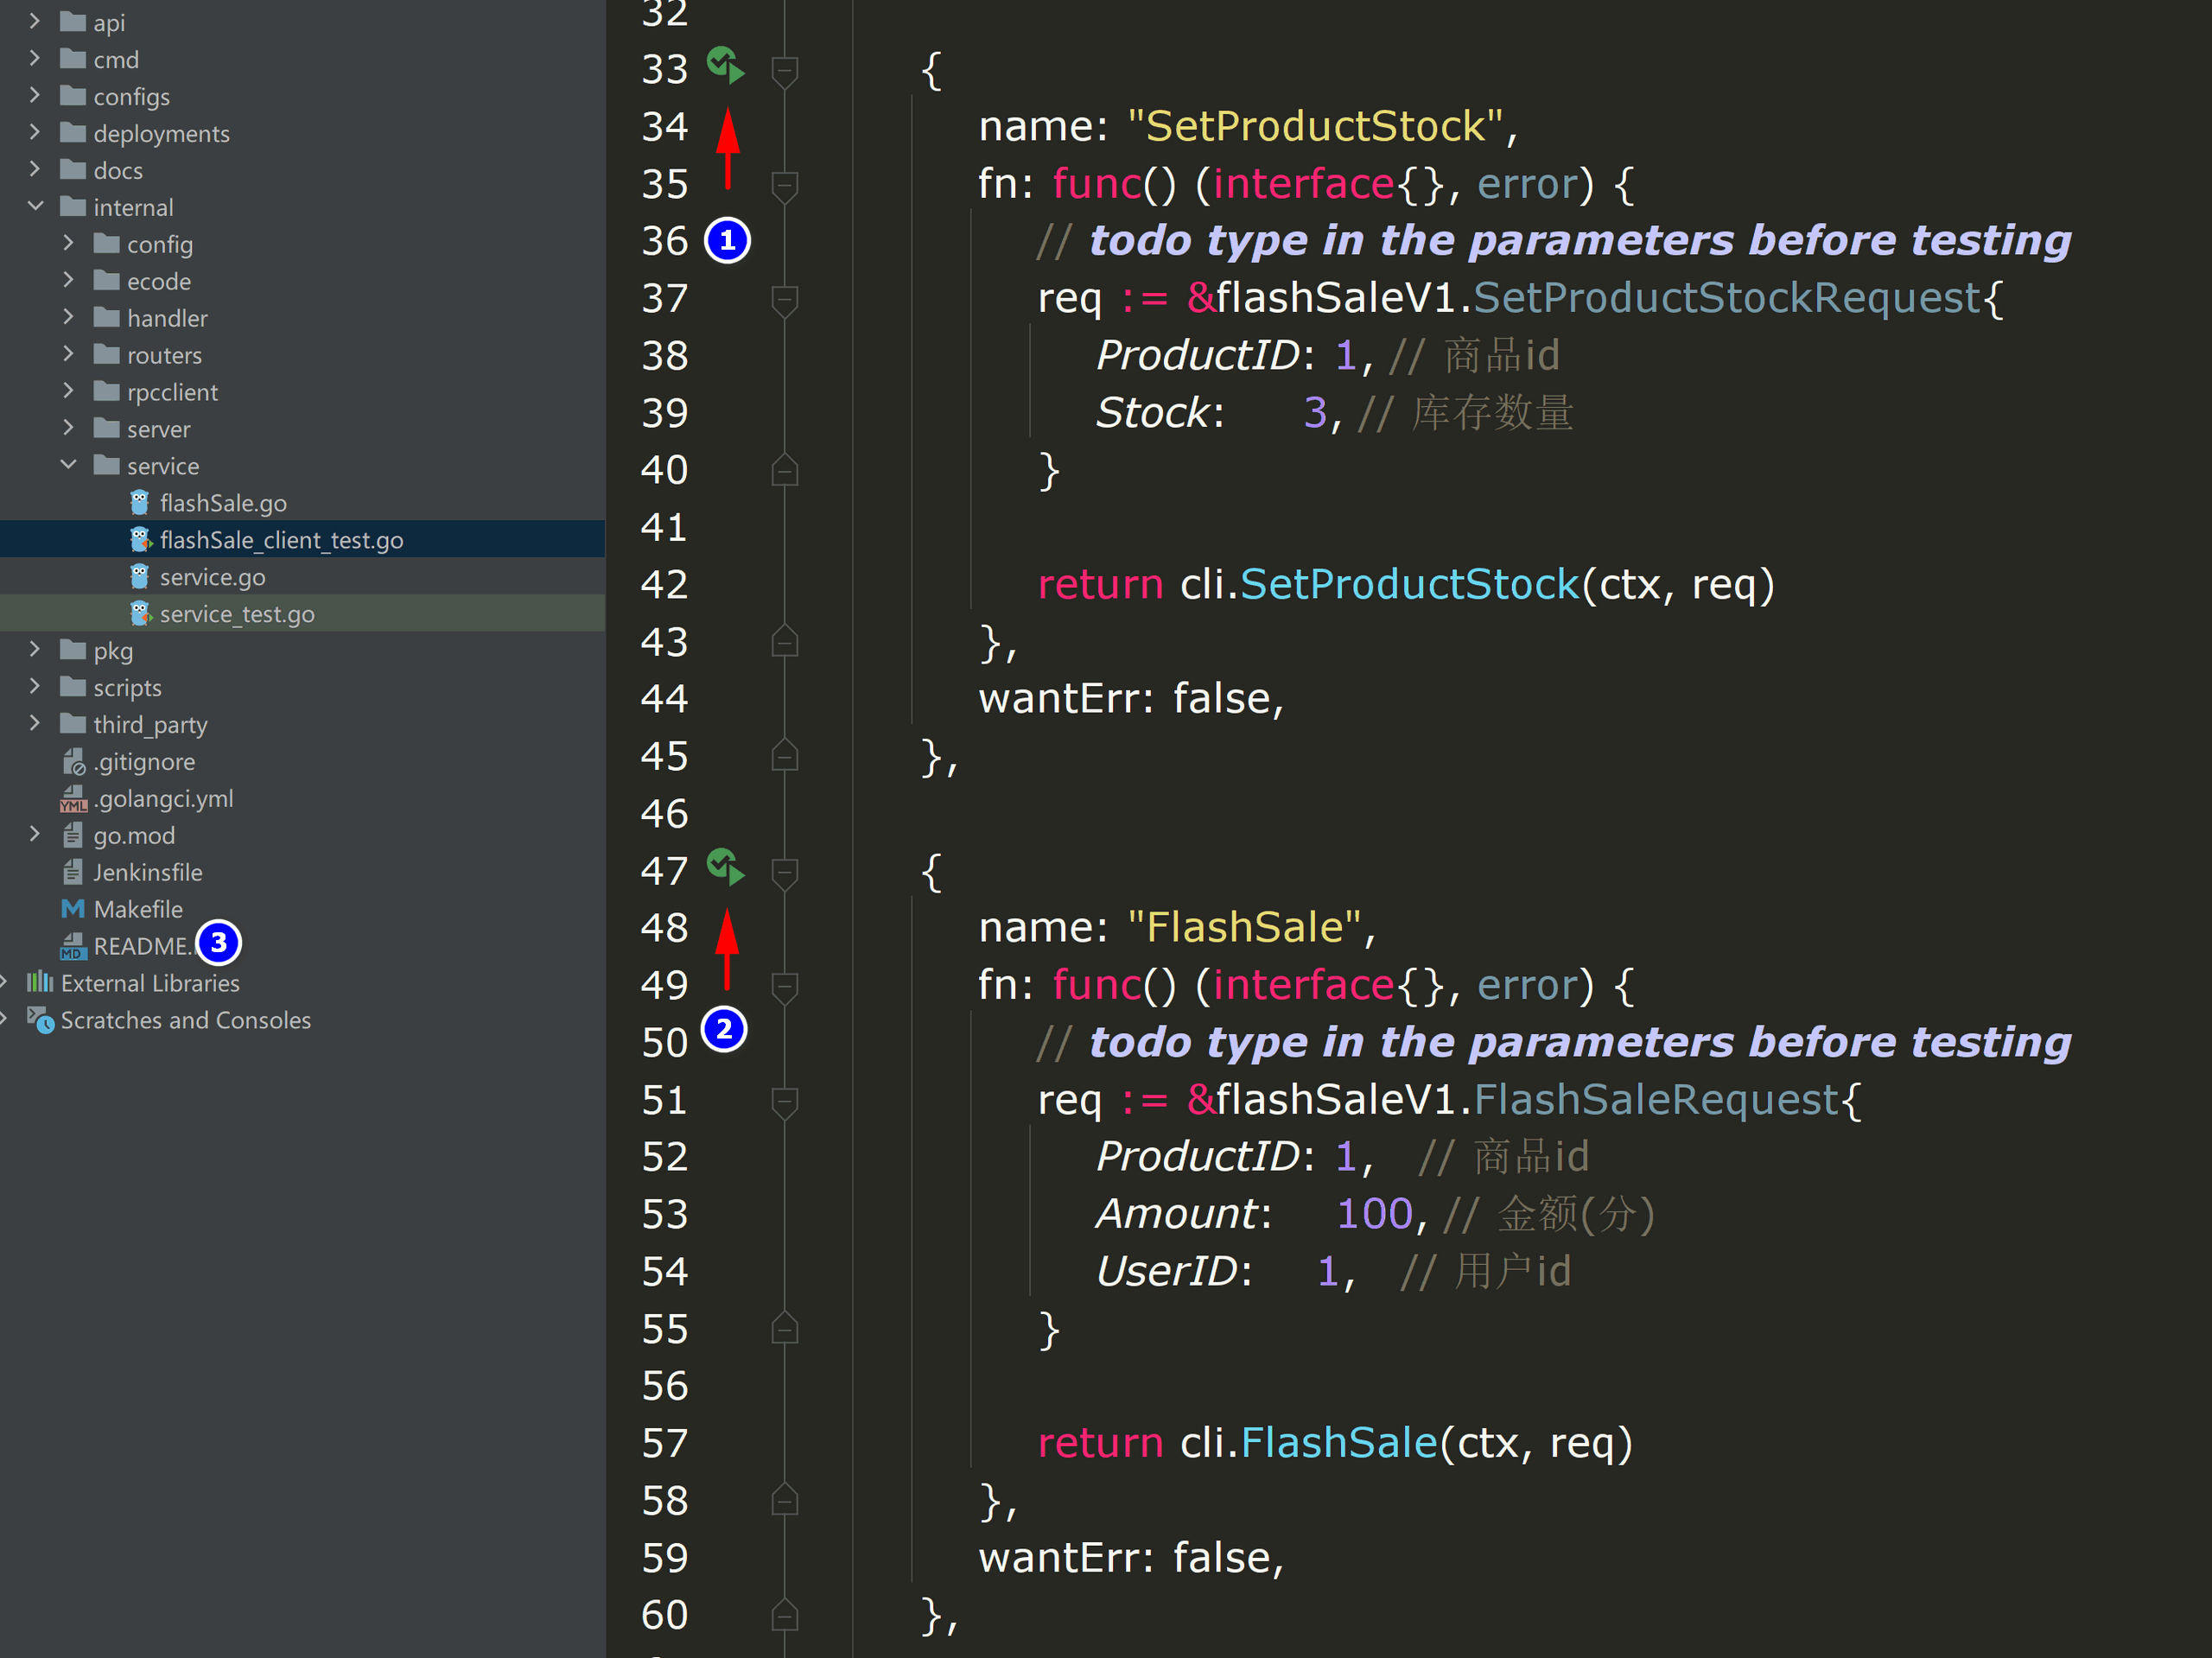 api
cmd
configs
deployments
docs
internal
config
ecode
handler
routers
rpcclient
server
service
flashSale.go
flashSale_client_test.go
service.go
service_test.go
pkg
scripts
third_party
.gitignore
YML .golangci.yml
go.mod
Jenkinsfile
M Makefile
MD README. 3
External Libraries
Scratches and Consoles
32
33 {
34 name: "SetProductStock",
35 fn: func() (interface{}, error) {
36 1 // todo type in the parameters before testing
37 req := &flashSaleV1.SetProductStockRequest{
38 ProductID: 1, // 商品id
39 Stock: 3, // 库存数量
40 }
41
42 return cli.SetProductStock(ctx, req)
43 },
44 wantErr: false,
45 },
46
47 {
48 name: "FlashSale",
49 fn: func() (interface{}, error) {
50 2 // todo type in the parameters before testing
51 req := &flashSaleV1.FlashSaleRequest{
52 ProductID: 1, // 商品id
53 Amount: 100, // 金额(分)
54 UserID: 1, // 用户id
55 }
56
57 return cli.FlashSale(ctx, req)
58 },
59 wantErr: false,
60 },